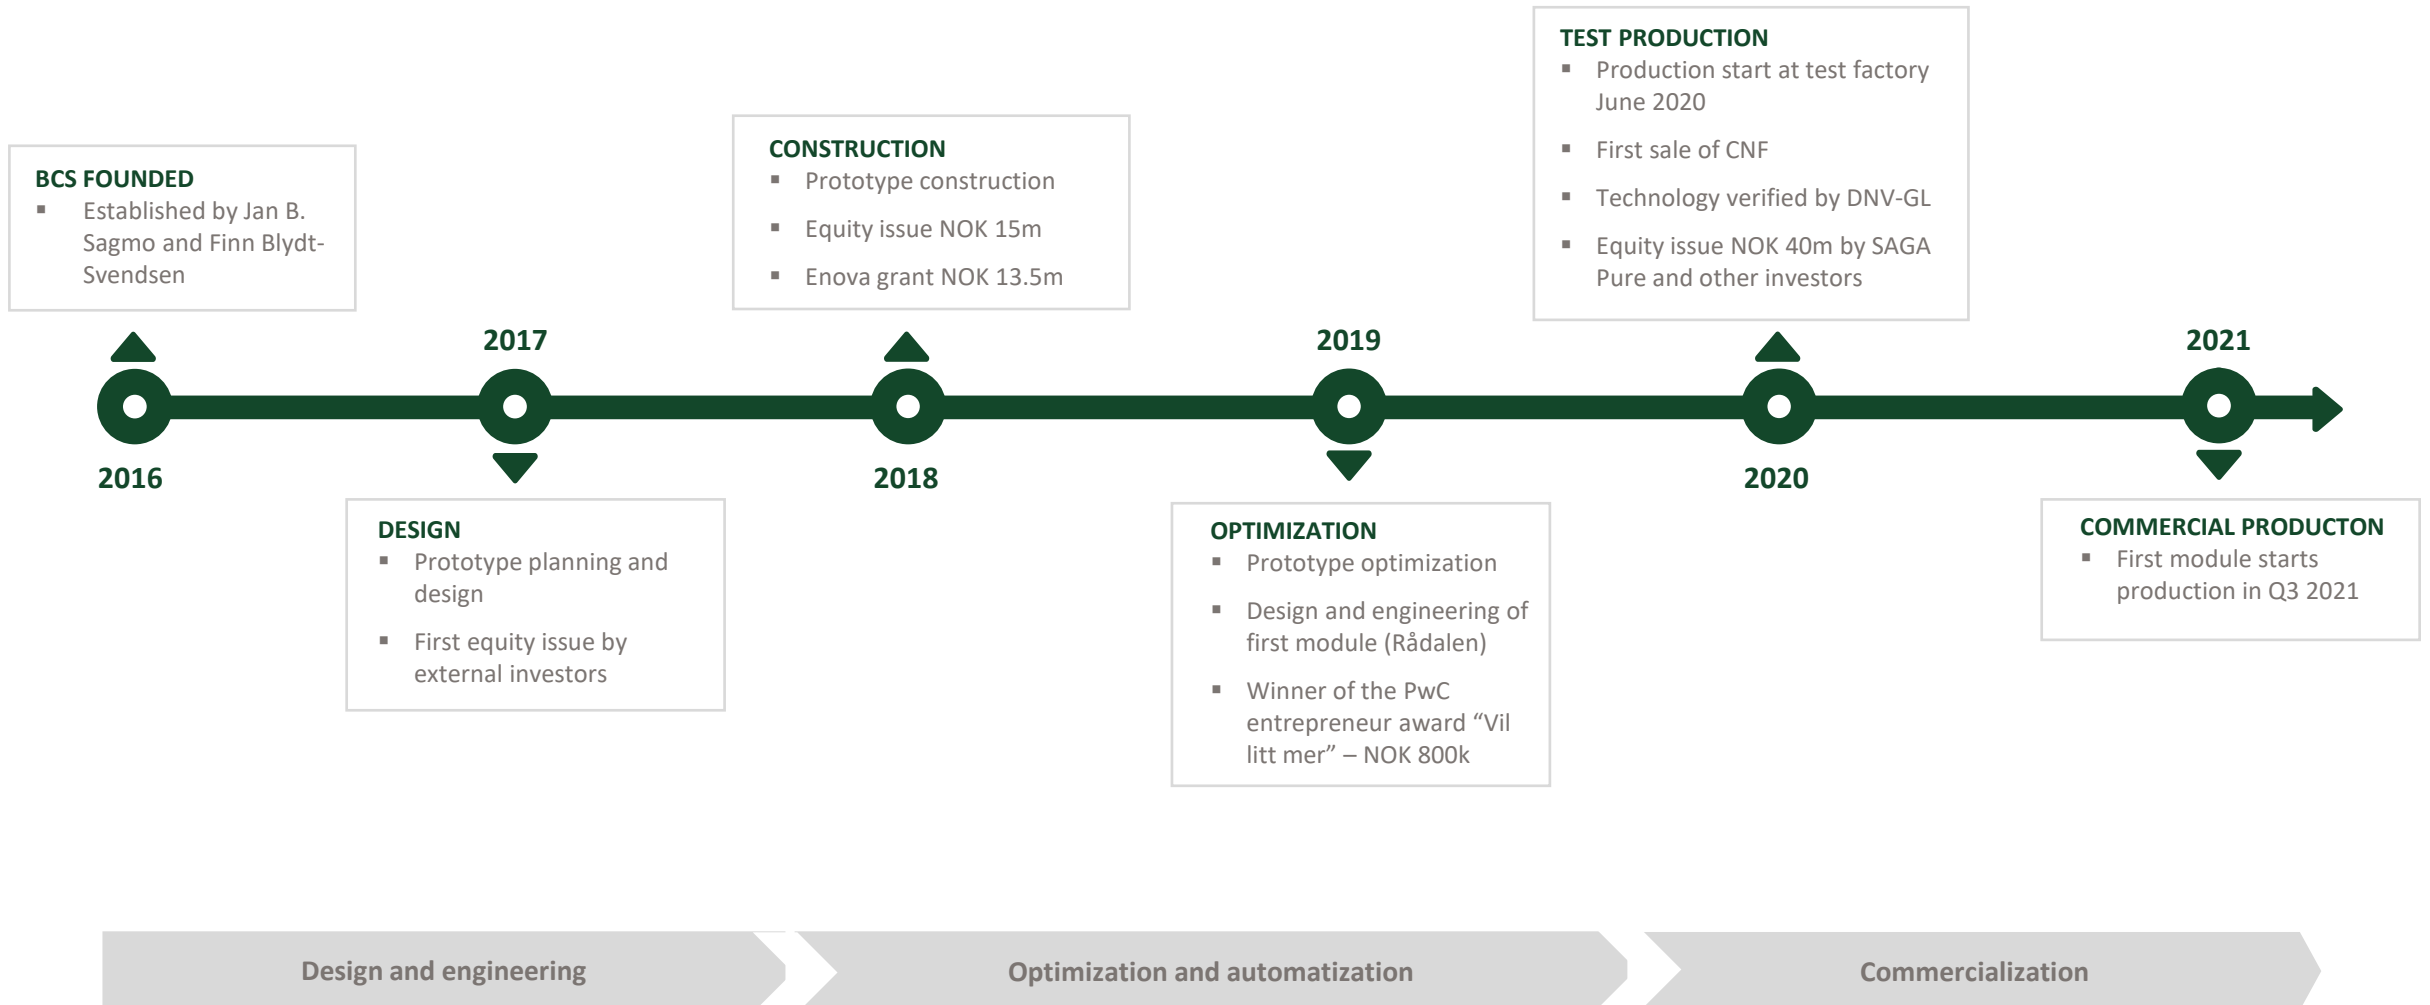 BCS FOUNDED
▪ Established by Jan B.
Sagmo and Finn Blydt-
Svendsen
2016
2017
DESIGN
▪ Prototype planning and
design
▪ First equity issue by
external investors
CONSTRUCTION
▪ Prototype construction
▪ Equity issue NOK 15m
▪ Enova grant NOK 13.5m
2018
2019
OPTIMIZATION
▪ Prototype optimization
▪ Design and engineering of
first module (Rådalen)
▪ Winner of the PwC
entrepreneur award “Vil
litt mer” – NOK 800k
TEST PRODUCTION
▪ Production start at test factory
June 2020
▪ First sale of CNF
▪ Technology verified by DNV-GL
▪ Equity issue NOK 40m by SAGA
Pure and other investors
2020
2021
COMMERCIAL PRODUCTON
▪ First module starts
production in Q3 2021
Design and engineering
Optimization and automatization
Commercialization